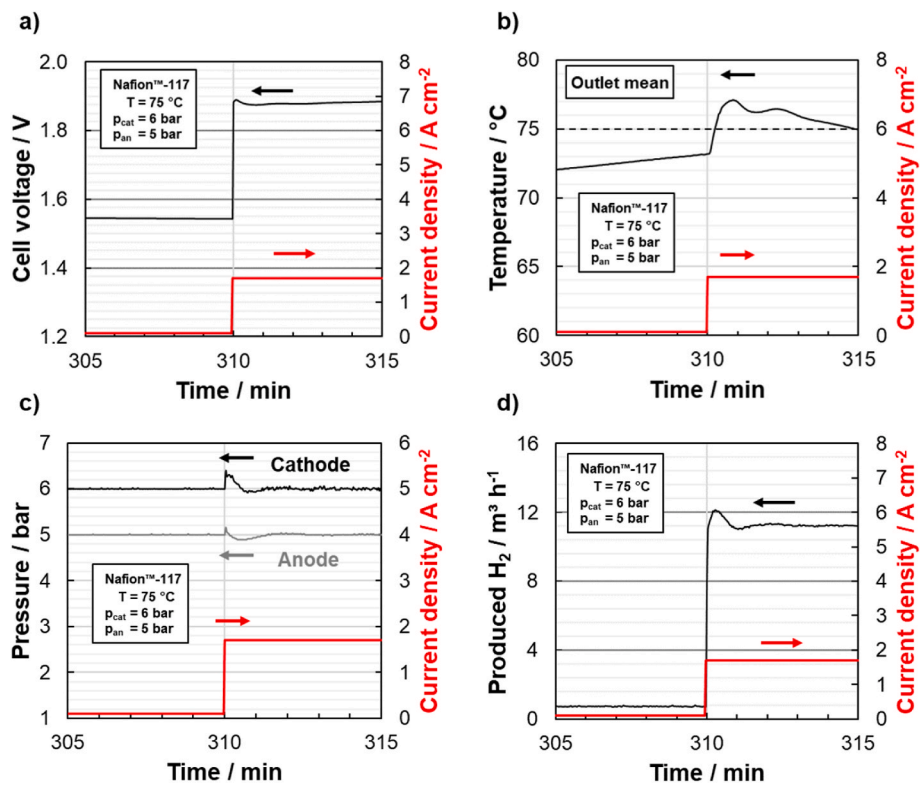 a)
2.0
1.8
1.6
1.4
1.2
Cell voltage / V
Nafion™-117
T = 75 °C
pcat = 6 bar
pan = 5 bar
8
7
6
5
4
3
2
1
0
Current density / A cm-2
305
310
315
Time / min
b)
80
75
70
65
60
Temperature / °C
Outlet mean
Nafion™-117
T = 75 °C
pcat = 6 bar
pan = 5 bar
8
7
6
5
4
3
2
1
0
Current density / A cm-2
305
310
315
Time / min
c)
7
6
5
4
3
2
1
Pressure / bar
Cathode
Anode
Nafion™-117
T = 75 °C
pcat = 6 bar
pan = 5 bar
6
5
4
3
2
1
0
Current density / A cm-2
305
310
315
Time / min
d)
16
12
8
4
0
Produced H2 / m³ h-1
Nafion™-117
T = 75 °C
pcat = 6 bar
pan = 5 bar
8
7
6
5
4
3
2
1
0
Current density / A cm-2
305
310
315
Time / min